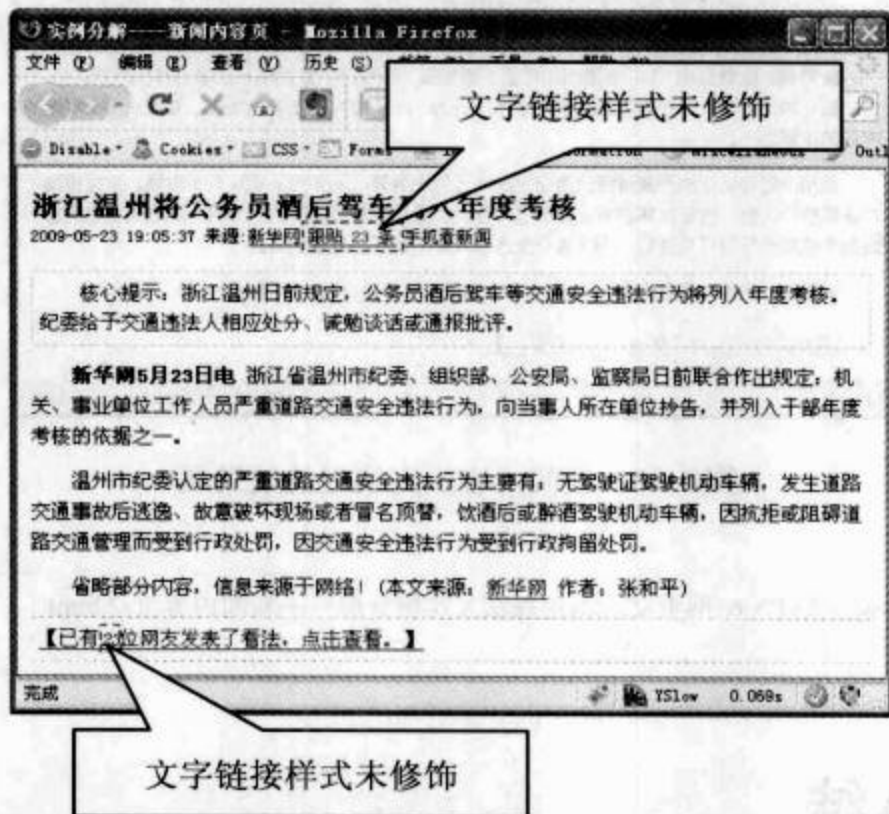 实例分解——新闻内容页 - Mozilla Firefox
文件 (F) 编辑 (E) 查看 (V) 历史 (S)
文字链接样式未修饰
Disable Cookies CSS Forms
浙江温州将公务员酒后驾车 入年度考核
2009-05-23 19:05:37 来源: 新华网 跟贴 23 条 手机看新闻
核心提示: 浙江温州日前规定, 公务员酒后驾车等交通安全违法行为将列入年度考核。
纪委给予交通违法人相应处分、诫勉谈话或通报批评。
新华网5月23日电 浙江省温州市纪委、组织部、公安局、监察局日前联合作出规定: 机
关、事业单位工作人员严重道路交通安全违法行为, 向当事人所在单位抄告, 并列入干部年度
考核的依据之一。
温州市纪委认定的严重道路交通安全违法行为主要有: 无驾驶证驾驶机动车辆, 发生道路
交通事故后逃逸、故意破坏现场或者冒名顶替, 饮酒后或醉酒驾驶机动车辆, 因抗拒或阻碍道
路交通管理而受到行政处罚, 因交通安全违法行为受到行政拘留处罚。
省略部分内容, 信息来源于网络! (本文来源: 新华网 作者: 张和平)
【已有23位网友发表了看法, 点击查看。】
完成 YSlow 0.069s
文字链接样式未修饰